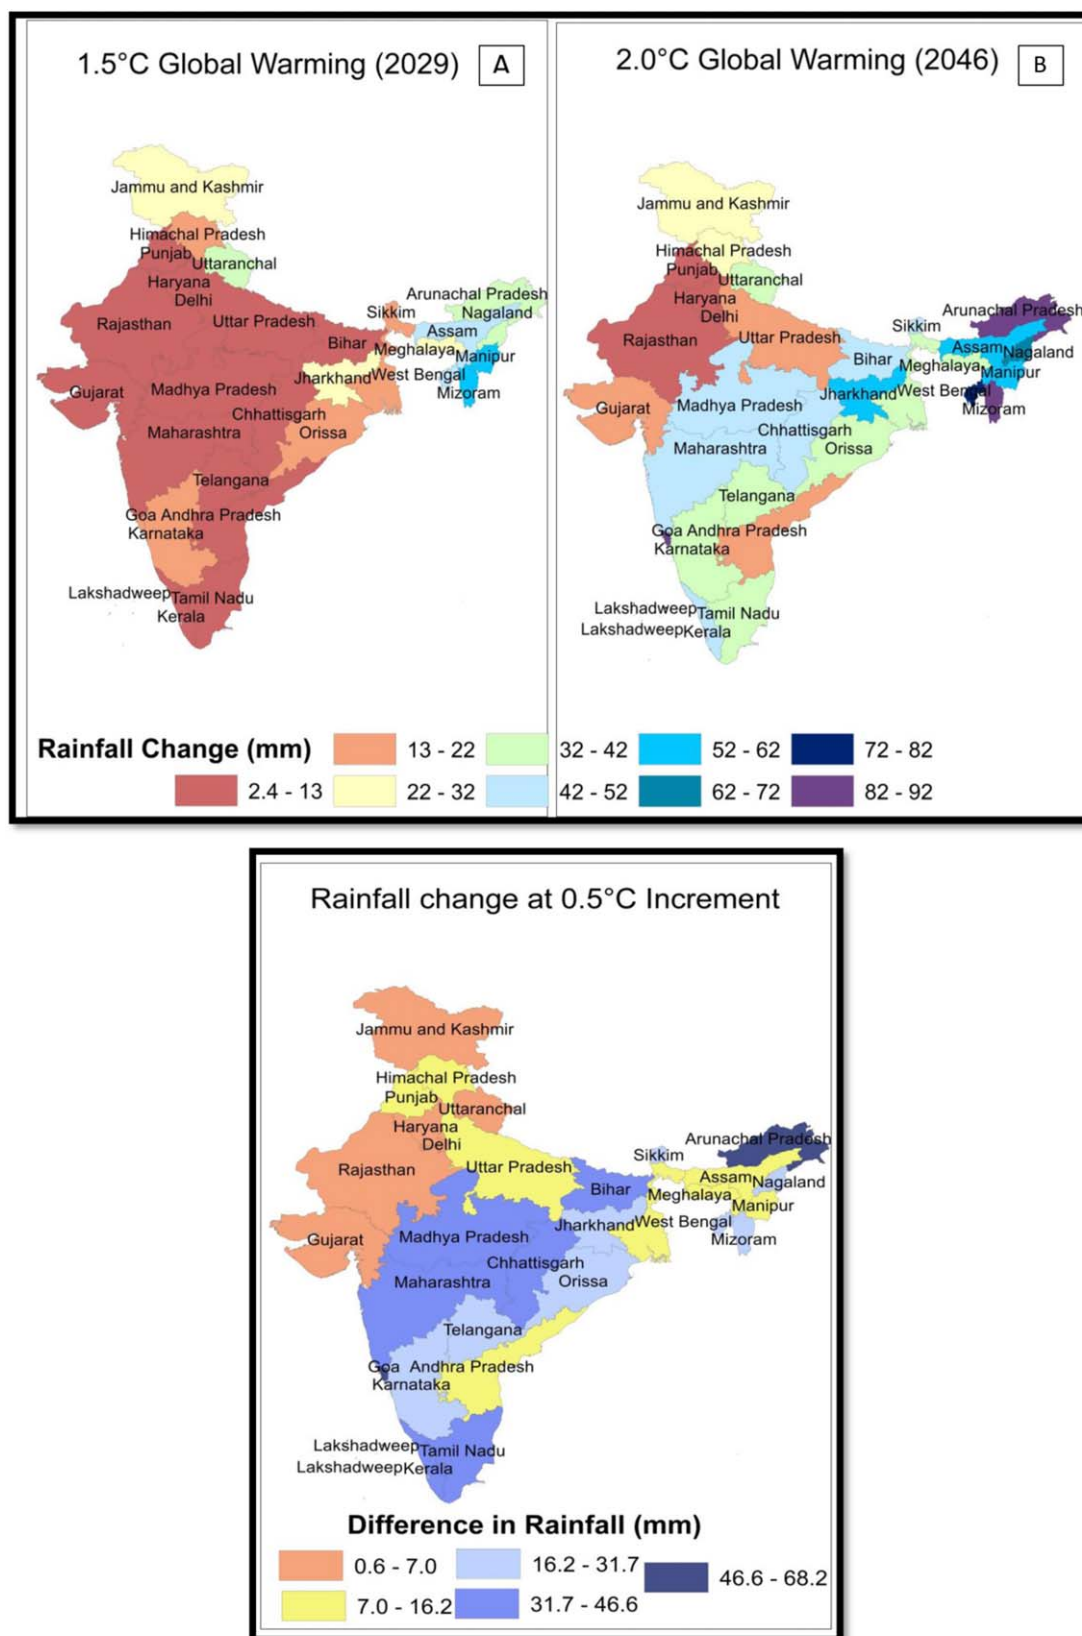 1.5°C Global Warming (2029)
A
Jammu and Kashmir
Himachal Pradesh
Punjab
Uttaranchal
Haryana
Delhi
Rajasthan
Uttar Pradesh
Bihar
Sikkim
Arunachal Pradesh
Nagaland
Assam
Meghalaya
Manipur
Jharkhand
West Bengal
Mizoram
Gujarat
Madhya Pradesh
Chhattisgarh
Maharashtra
Orissa
Telangana
Goa Andhra Pradesh
Karnataka
Lakshadweep
Tamil Nadu
Kerala
2.0°C Global Warming (2046)
B
Jammu and Kashmir
Himachal Pradesh
Punjab
Uttaranchal
Haryana
Delhi
Rajasthan
Uttar Pradesh
Bihar
Sikkim
Arunachal Pradesh
Assam
Nagaland
Meghalaya
Manipur
Jharkhand
West Bengal
Mizoram
Gujarat
Madhya Pradesh
Chhattisgarh
Maharashtra
Orissa
Telangana
Goa Andhra Pradesh
Karnataka
Lakshadweep
Tamil Nadu
Lakshadweep
Kerala
Rainfall Change (mm)
13 - 22
32 - 42
52 - 62
72 - 82
2.4 - 13
22 - 32
42 - 52
62 - 72
82 - 92
Rainfall change at 0.5°C Increment
Jammu and Kashmir
Himachal Pradesh
Punjab
Uttaranchal
Haryana
Delhi
Rajasthan
Uttar Pradesh
Bihar
Sikkim
Arunachal Pradesh
Assam
Nagaland
Meghalaya
Manipur
Jharkhand
West Bengal
Mizoram
Gujarat
Madhya Pradesh
Chhattisgarh
Maharashtra
Orissa
Telangana
Goa Andhra Pradesh
Karnataka
Lakshadweep
Tamil Nadu
Lakshadweep
Kerala
Difference in Rainfall (mm)
0.6 - 7.0
16.2 - 31.7
46.6 - 68.2
7.0 - 16.2
31.7 - 46.6